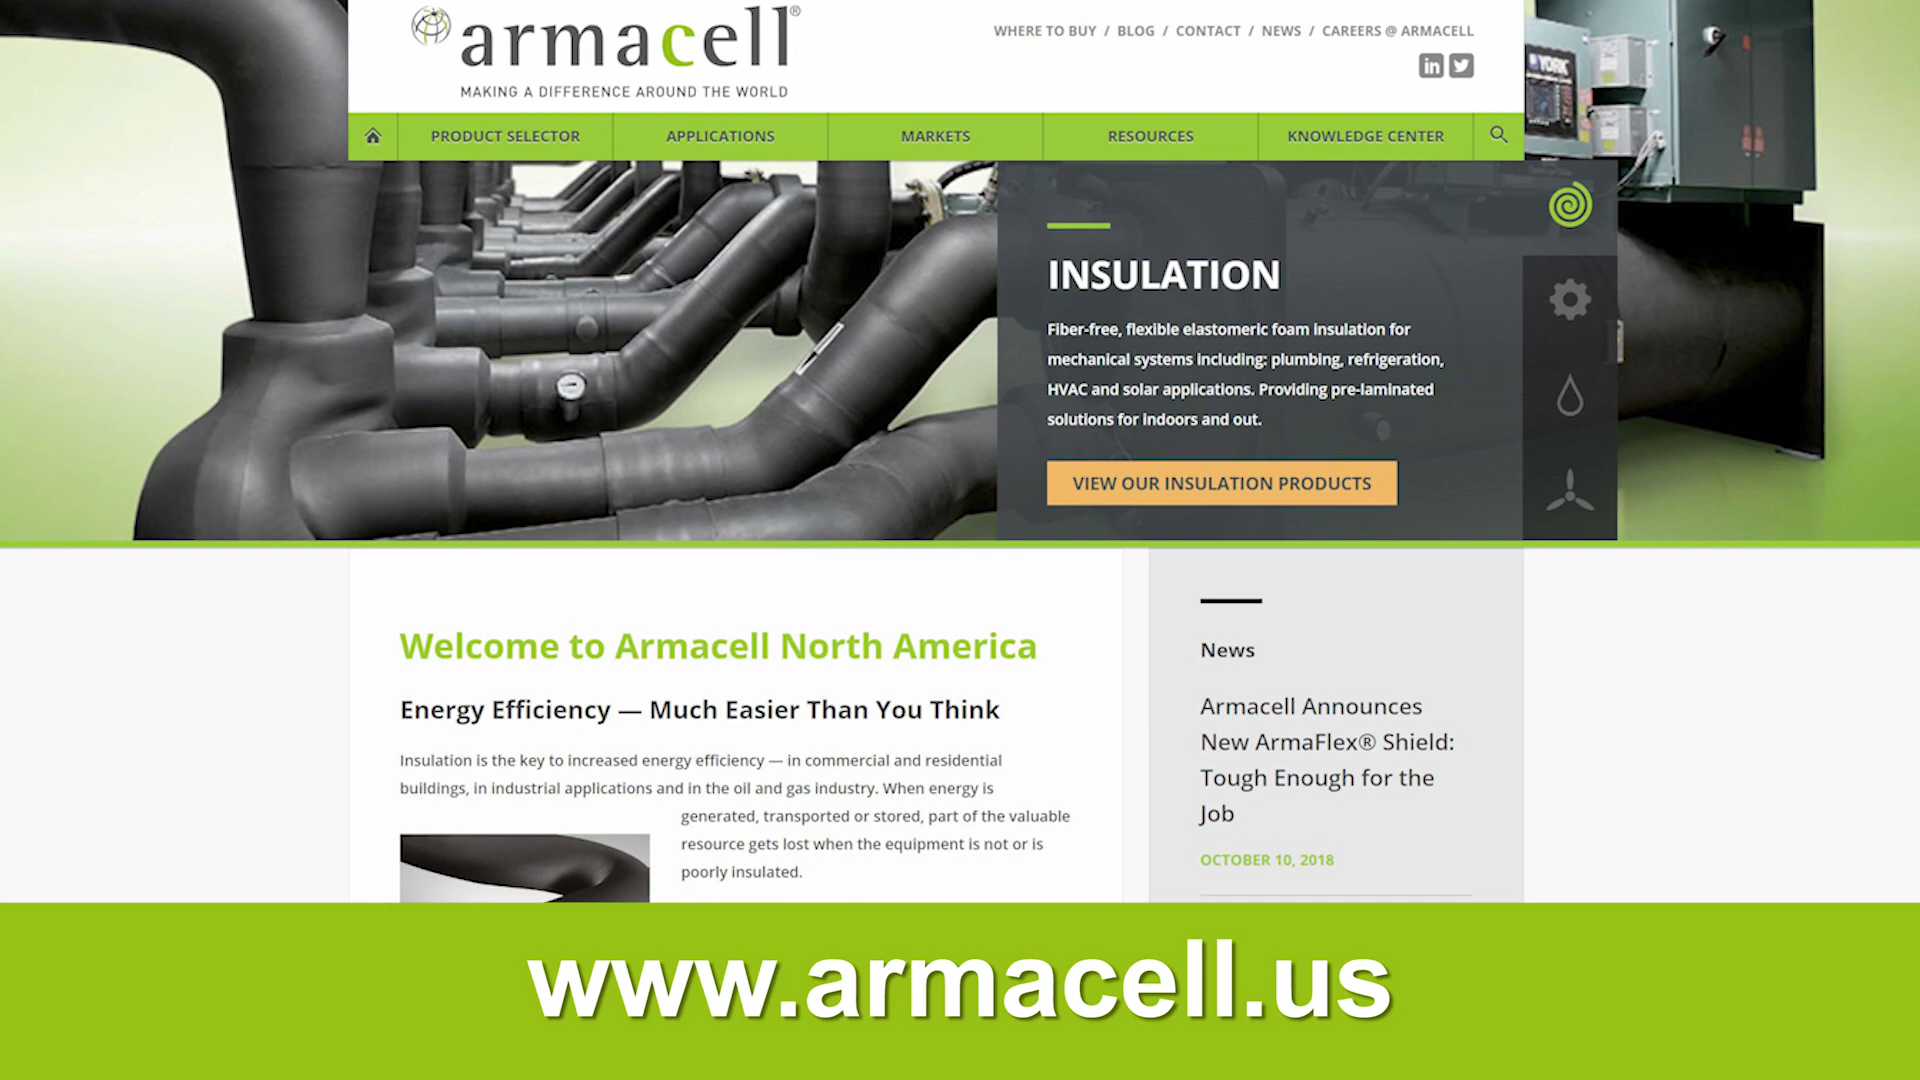 armacell®
MAKING A DIFFERENCE AROUND THE WORLD
WHERE TO BUY / BLOG / CONTACT / NEWS / CAREERS @ ARMACELL
in
PRODUCT SELECTOR
APPLICATIONS
MARKETS
RESOURCES
KNOWLEDGE CENTER
YORK
INSULATION
Fiber-free, flexible elastomeric foam insulation for
mechanical systems including: plumbing, refrigeration,
HVAC and solar applications. Providing pre-laminated
solutions for indoors and out.
VIEW OUR INSULATION PRODUCTS
Welcome to Armacell North America
Energy Efficiency — Much Easier Than You Think
Insulation is the key to increased energy efficiency — in commercial and residential
buildings, in industrial applications and in the oil and gas industry. When energy is
generated, transported or stored, part of the valuable
resource gets lost when the equipment is not or is
poorly insulated.
News
Armacell Announces
New ArmaFlex® Shield:
Tough Enough for the
Job
OCTOBER 10, 2018
www.armacell.us